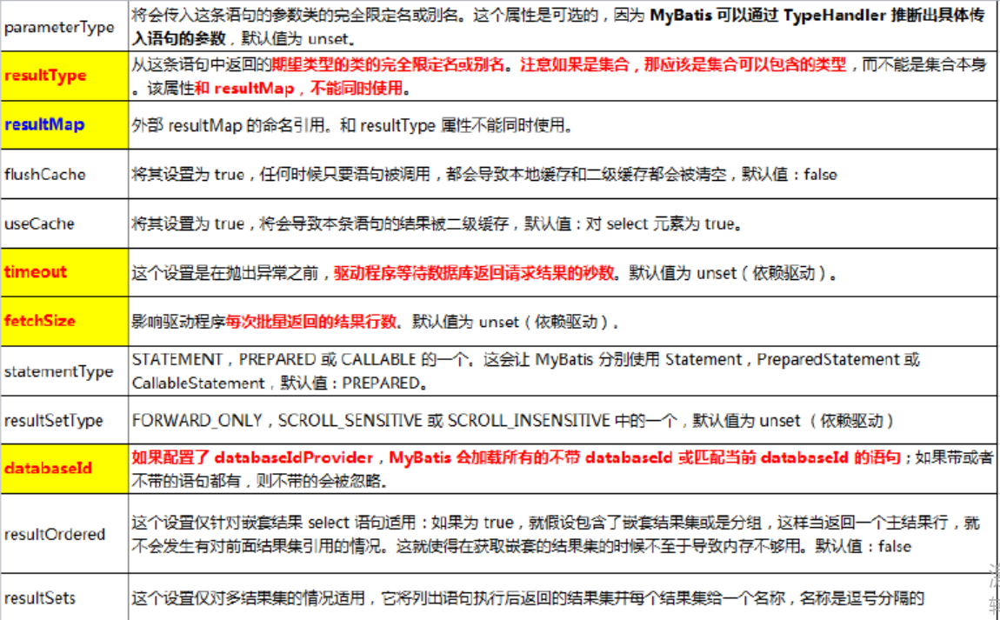 parameterType
将会传入这条语句的参数类的完全限定名或别名。这个属性是可选的，因为 MyBatis 可以通过 TypeHandler 推断出具体传
入语句的参数，默认值为 unset。
resultType
从这条语句中返回的期望类型的类的完全限定名或别名。注意如果是集合，那应该是集合可以包含的类型，而不能是集合本身
。该属性和 resultMap，不能同时使用。
resultMap
外部 resultMap 的命名引用。和 resultType 属性不能同时使用。
flushCache
将其设置为 true，任何时候只要语句被调用，都会导致本地缓存和二级缓存都会被清空，默认值：false
useCache
将其设置为 true，将会导致本条语句的结果被二级缓存，默认值：对 select 元素为 true。
timeout
这个设置是在抛出异常之前，驱动程序等待数据库返回请求结果的秒数。默认值为 unset（依赖驱动）。
fetchSize
影响驱动程序每次批量返回的结果行数。默认值为 unset（依赖驱动）.
statementType
STATEMENT，PREPARED 或 CALLABLE 的一个。这会让 MyBatis 分别使用 Statement，PreparedStatement 或
CallableStatement，默认值：PREPARED。
resultSetType
FORWARD_ONLY，SCROLL_SENSITIVE 或 SCROLL_INSENSITIVE 中的一个，默认值为 unset （依赖驱动）
databaseId
如果配置了 databaseIdProvider，MyBatis 会加载所有的不带 databaseId 或匹配当前 databaseId 的语句；如果带或者
不带的语句都有，则不带的会被忽略。
resultOrdered
这个设置仅针对嵌套结果 select 语句适用：如果为 true，就假设包含了嵌套结果集或是分组，这样当返回一个主结果行，就
不会发生有对前面结果集引用的情况。这就使得在获取嵌套的结果集的时候不至于导致内存不够用。默认值：false
resultSets
这个设置仅对多结果集的情况适用，它将列出语句执行后返回的结果集并每个结果集给一个名称，名称是逗号分隔的